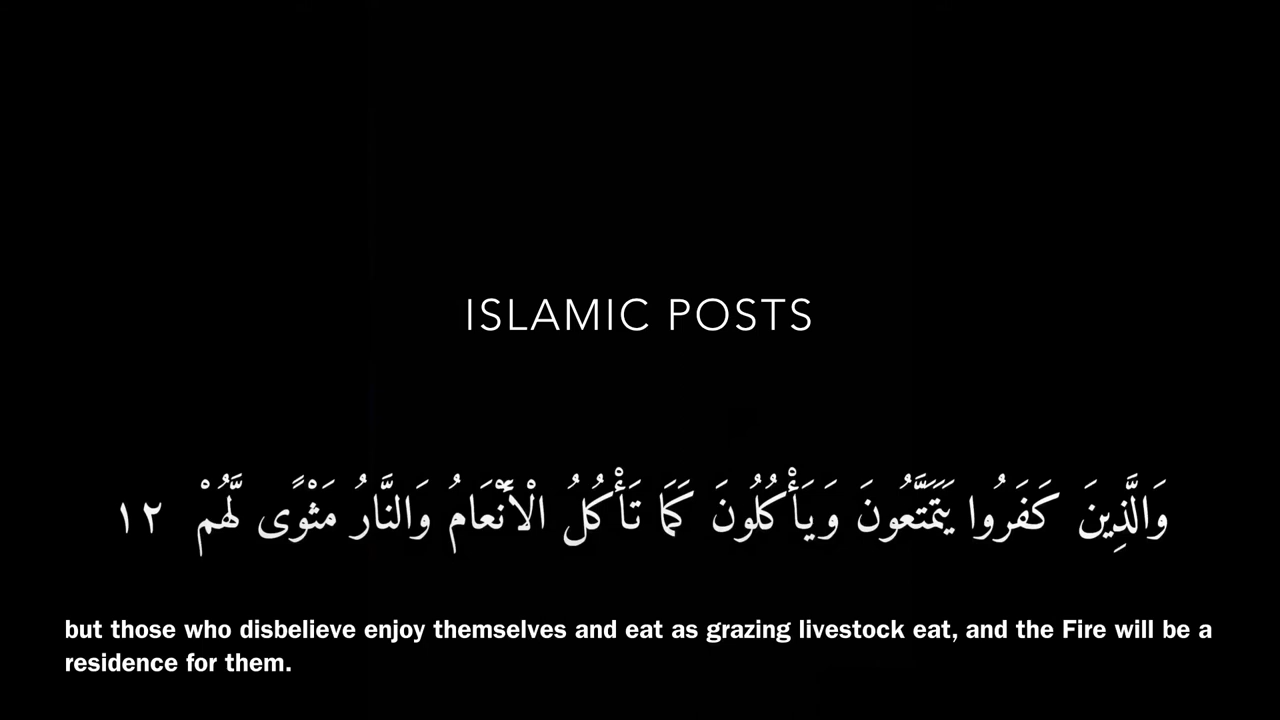 ISLAMIC POSTS
وَالَّذِينَ كَفَرُوا يَتَمَتَّعُونَ وَيَأْكُلُونَ كَمَا تَأْكُلُ الْأَنْعَامُ وَالنَّارُ مَثْوًى لَّهُمْ ١٢
but those who disbelieve enjoy themselves and eat as grazing livestock eat, and the Fire will be a
residence for them.